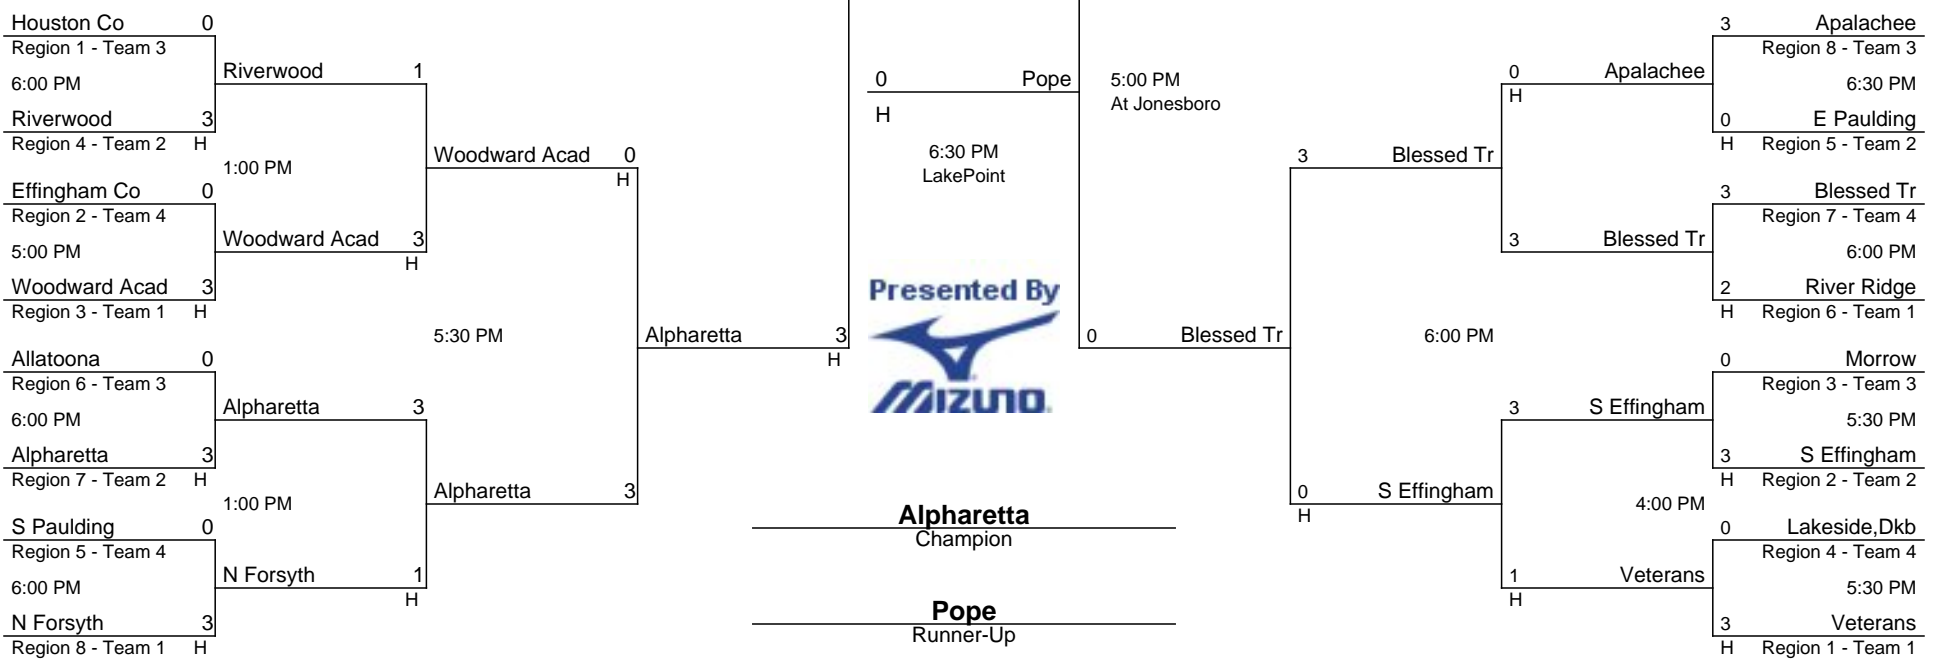 Houston Co 0
Region 1 - Team 3
6:00 PM
Riverwood 3
Region 4 - Team 2 H
Riverwood 1
1:00 PM
Effingham Co 0
Region 2 - Team 4
5:00 PM
Woodward Acad 3
Region 3 - Team 1 H
Woodward Acad 3
H
Woodward Acad 0
H
5:30 PM
Allatoona 0
Region 6 - Team 3
6:00 PM
Alpharetta 3
Region 7 - Team 2 H
Alpharetta 3
1:00 PM
S Paulding 0
Region 5 - Team 4
6:00 PM
N Forsyth 3
Region 8 - Team 1 H
N Forsyth 1
H
Alpharetta 3
Alpharetta 3
H
0 Pope
H
6:30 PM
LakePoint
Presented By
MIZUNO
Alpharetta
Champion
Pope
Runner-Up
5:00 PM
At Jonesboro
0 Blessed Tr
3 Blessed Tr
6:00 PM
0 S Effingham
H
0 Apalachee
H
3 Blessed Tr
3 S Effingham
4:00 PM
1 Veterans
H
3 Apalachee
Region 8 - Team 3
6:30 PM
0 E Paulding
H Region 5 - Team 2
3 Blessed Tr
Region 7 - Team 4
6:00 PM
2 River Ridge
H Region 6 - Team 1
0 Morrow
Region 3 - Team 3
5:30 PM
3 S Effingham
H Region 2 - Team 2
0 Lakeside,Dkb
Region 4 - Team 4
5:30 PM
3 Veterans
H Region 1 - Team 1